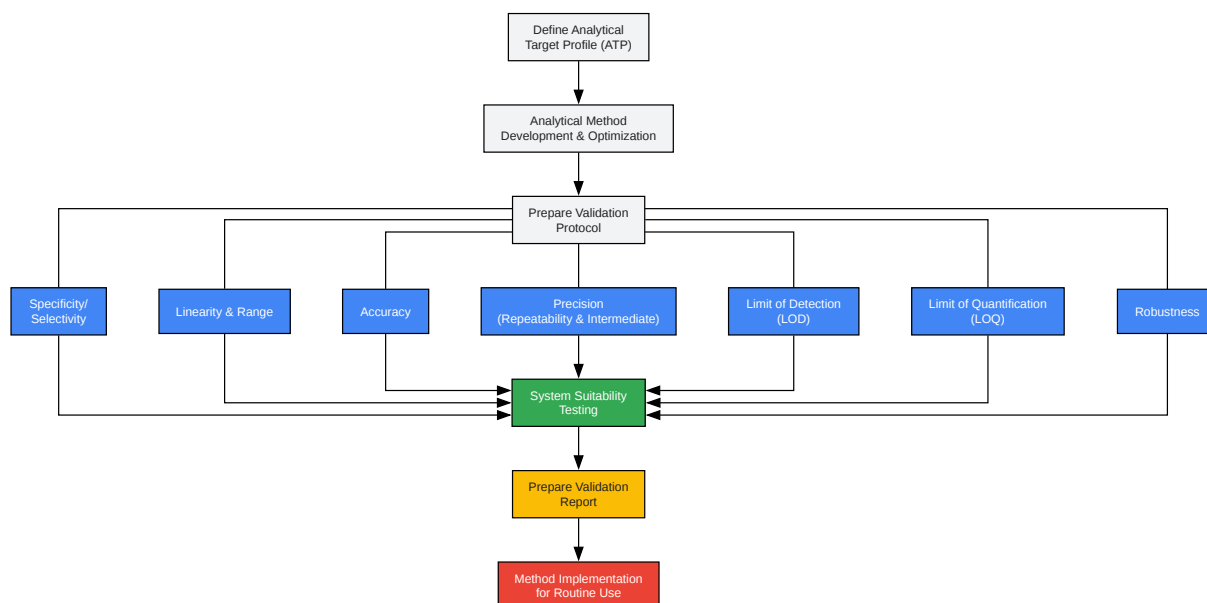 Define Analytical
Target Profile (ATP)
Analytical Method
Development & Optimization
Prepare Validation
Protocol
Specificity/
Selectivity
Linearity & Range
Accuracy
Precision
(Repeatability & Intermediate)
Limit of Detection
(LOD)
Limit of Quantification
(LOQ)
Robustness
System Suitability
Testing
Prepare Validation
Report
Method Implementation
for Routine Use